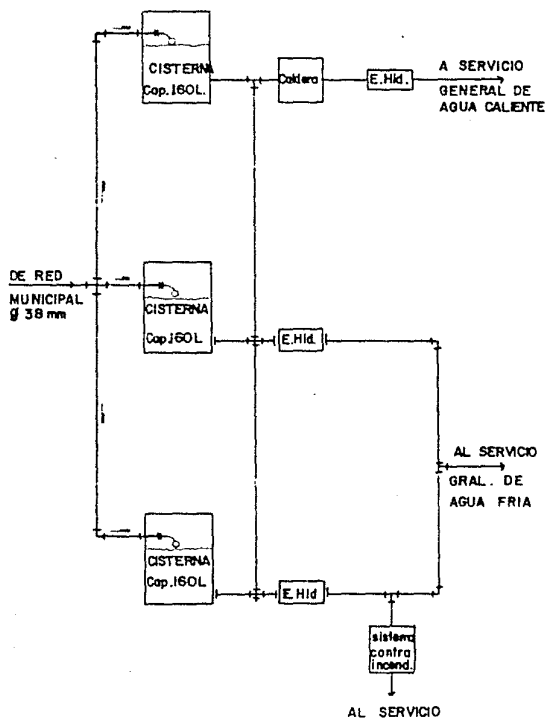 CISTERNA
Cap.160L.
Caldera
E.Hid.
A SERVICIO
GENERAL DE
AGUA CALIENTE
DE RED
MUNICIPAL
Ø 38 mm
CISTERNA
Cap.160L
E.Hid.
AL SERVICIO
GRAL. DE
AGUA FRIA
CISTERNA
Cap.160L
E.Hid
sistema
contra
incend.
AL SERVICIO